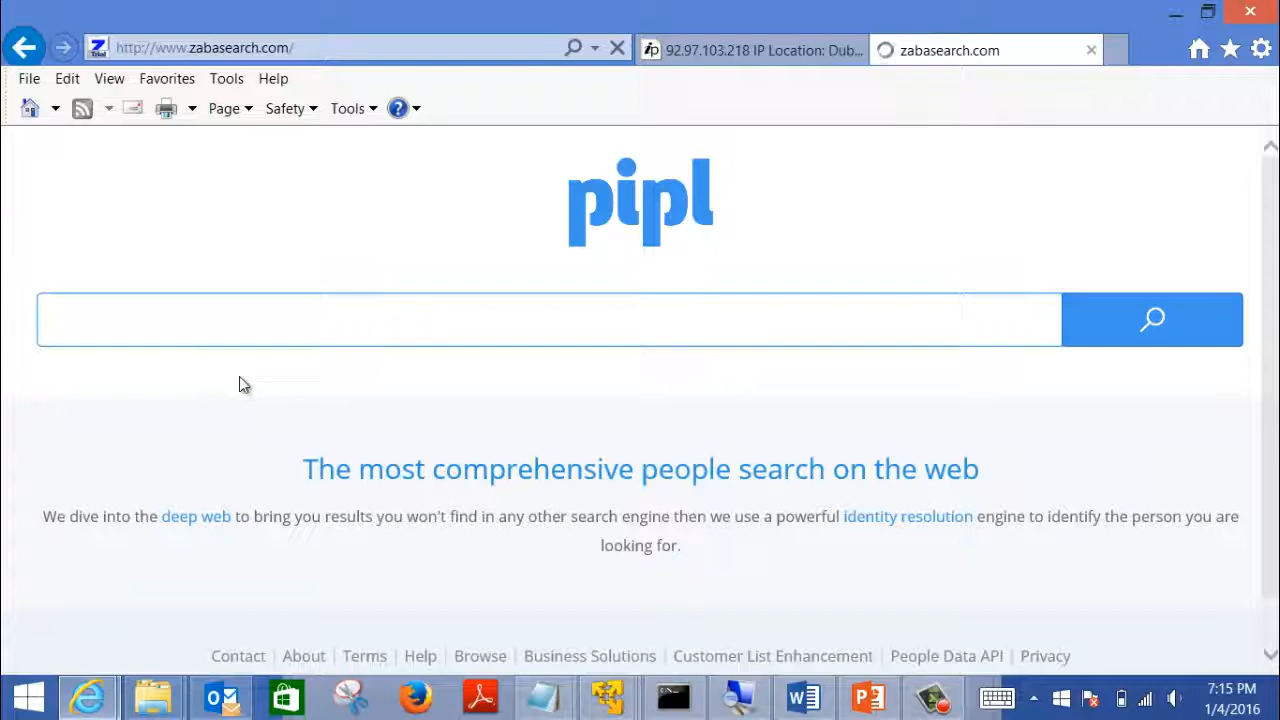 http://www.zabasearch.com/
92.97.103.218 IP Location: Dub...
zabasearch.com
File Edit View Favorites Tools Help
Page Safety Tools
pipl
The most comprehensive people search on the web
We dive into the deep web to bring you results you won't find in any other search engine then we use a powerful identity resolution engine to identify the person you are
looking for.
Contact | About | Terms | Help | Browse | Business Solutions | Customer List Enhancement | People Data API | Privacy
7:15 PM
1/4/2016